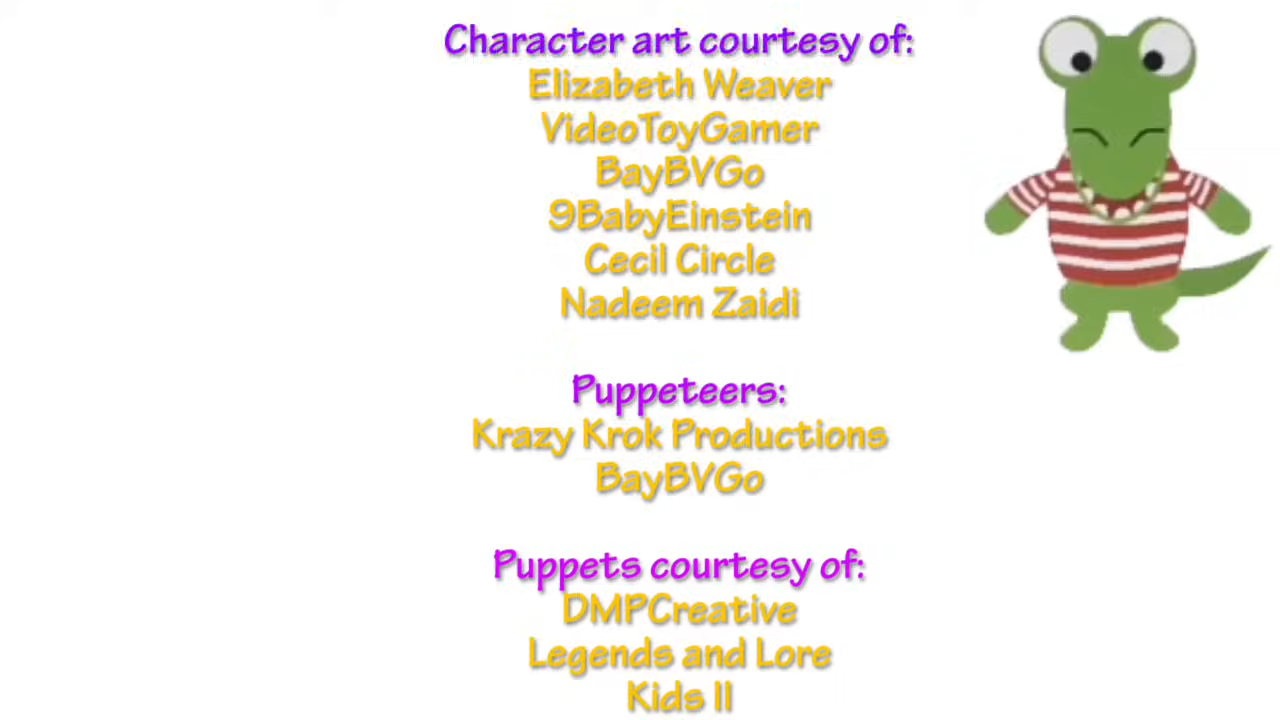 Character art courtesy of:
Elizabeth Weaver
VideoToyGamer
BayBVGo
9BabyEinstein
Cecil Circle
Nadeem Zaidi
Puppeteers:
Krazy Krok Productions
BayBVGo
Puppets courtesy of:
DMPCreative
Legends and Lore
Kids II